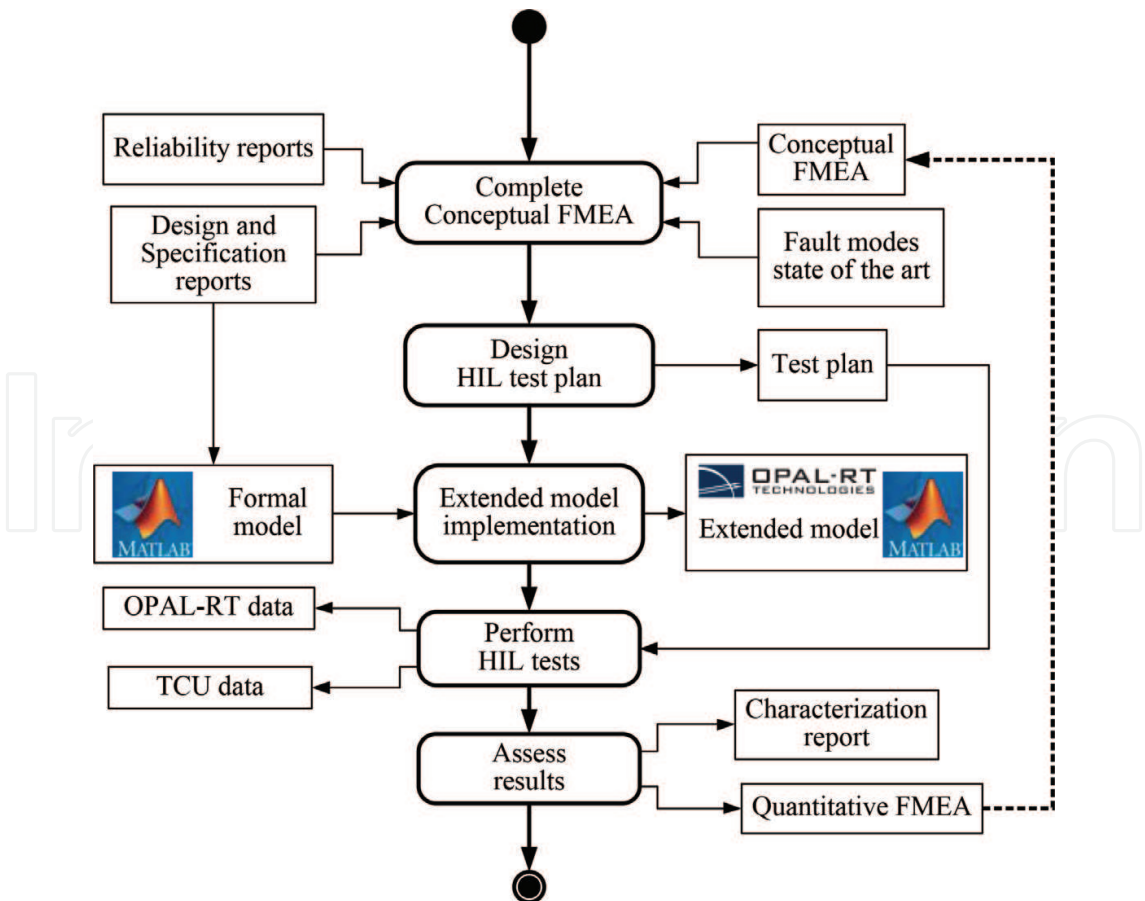 Reliability reports
Conceptual
FMEA
Complete
Conceptual FMEA
Design and
Specification
reports
Fault modes
state of the art
Design
HIL test plan
Test plan
MATLAB
Formal
model
Extended model
implementation
OPAL-RT
TECHNOLOGIES
Extended model
MATLAB
OPAL-RT data
Perform
HIL tests
TCU data
Characterization
report
Assess
results
Quantitative FMEA